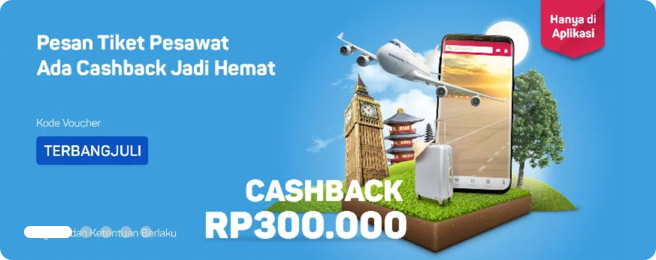 Pesan Tiket Pesawat
Ada Cashback Jadi Hemat
Hanya di
Aplikasi
Kode Voucher
TERBANGJULI
CASHBACK
RP300.000
dan Ketentuan Berlaku